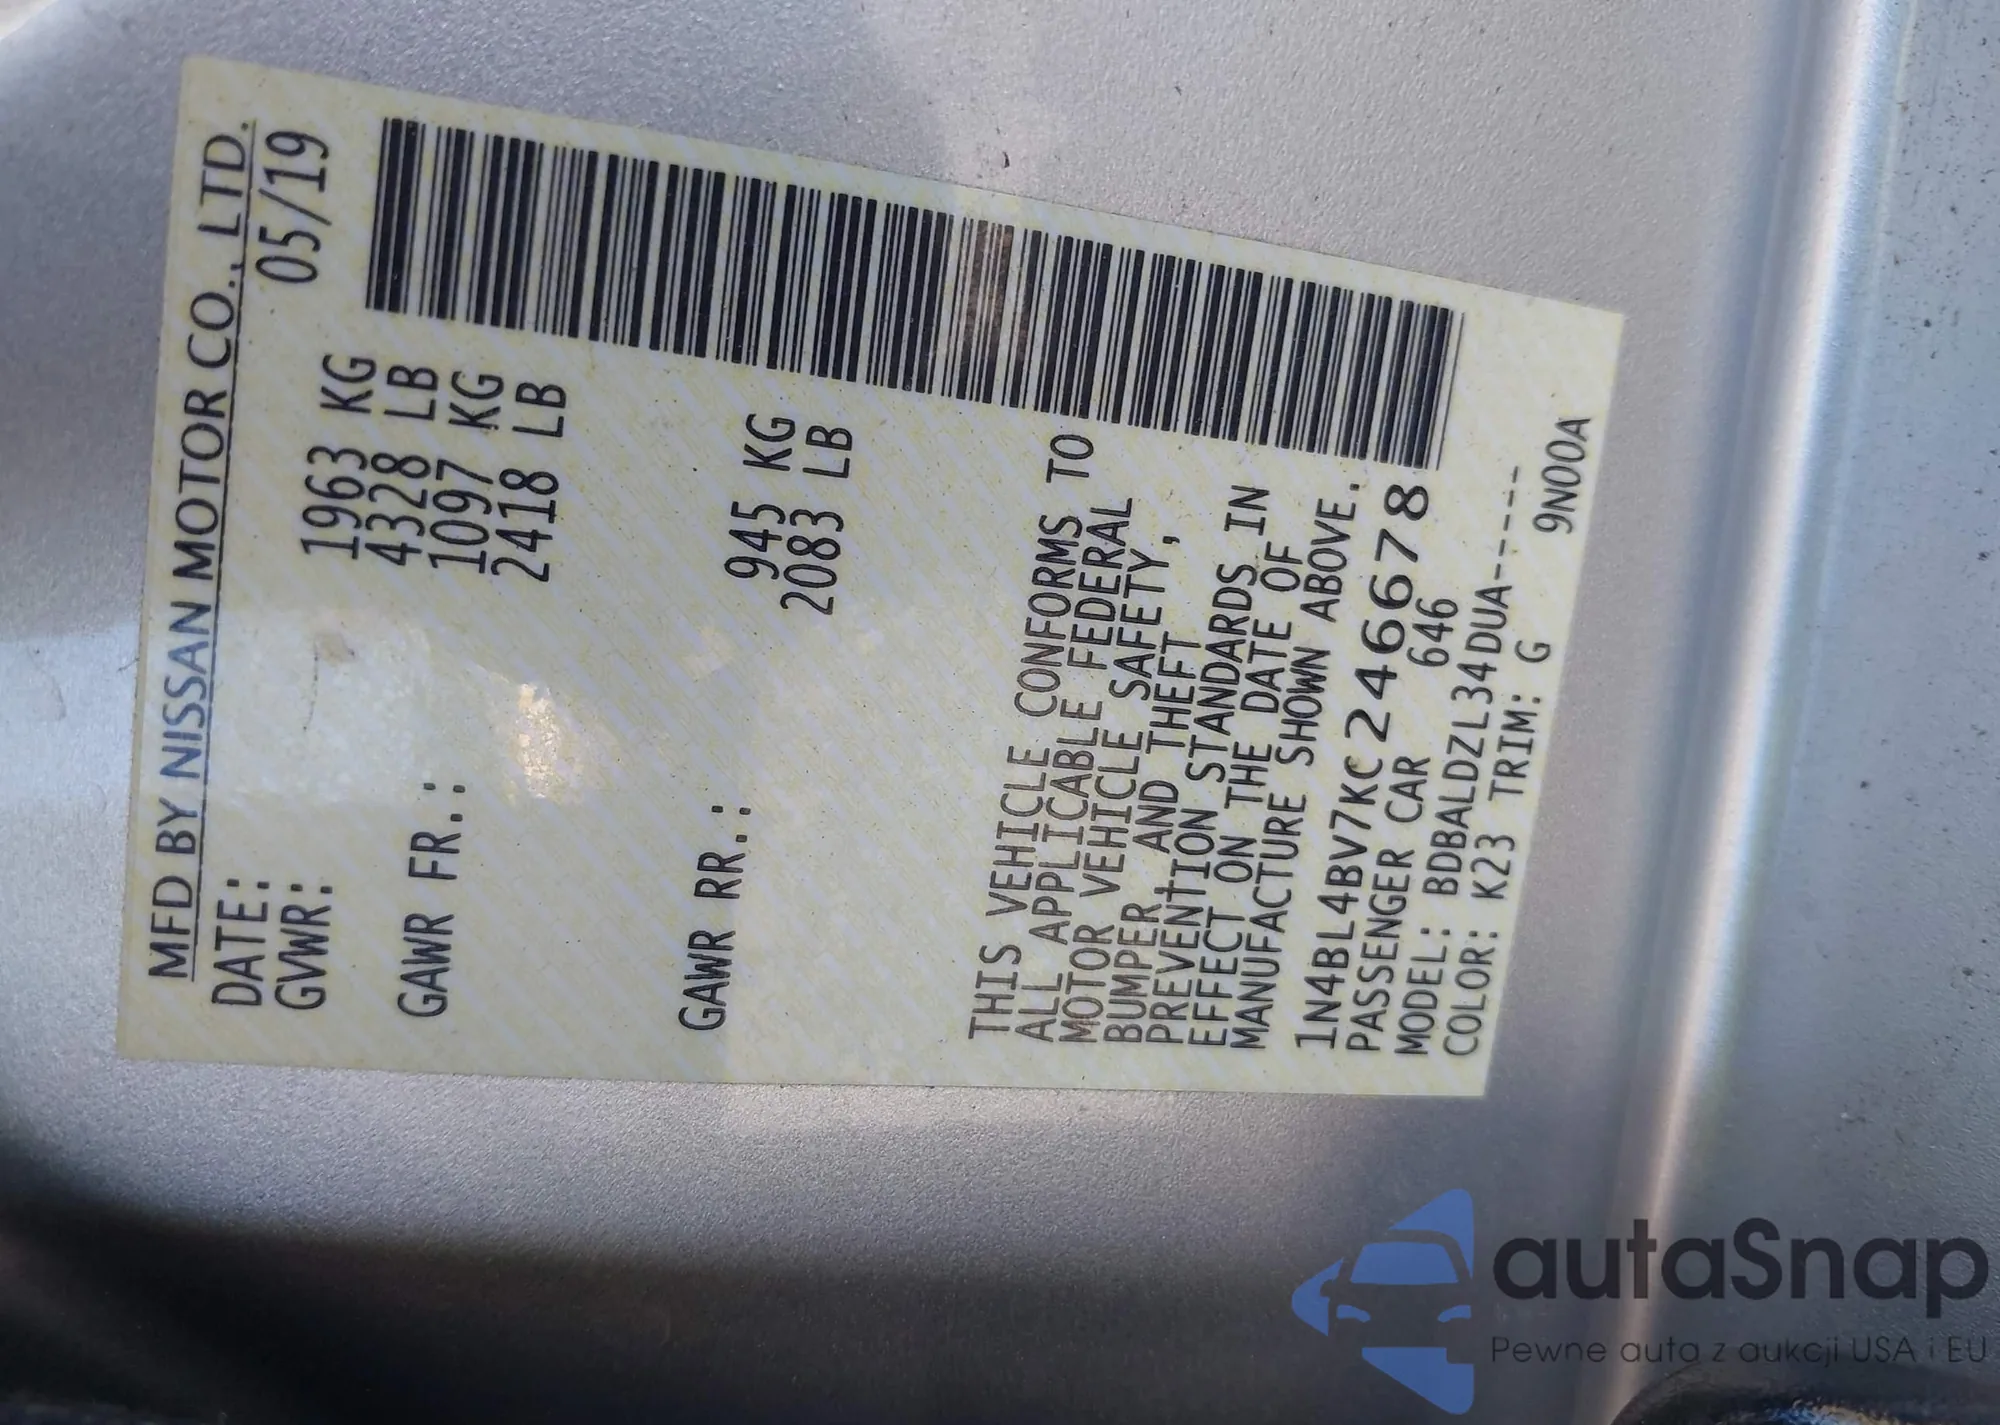 MFD BY NISSAN MOTOR CO., LTD.
DATE: 05/19
GVWR: 1963 KG
4328 LB
GAWR FR.: 1097 KG
2418 LB
GAWR RR.: 945 KG
2083 LB
THIS VEHICLE CONFORMS TO
ALL APPLICABLE FEDERAL
MOTOR VEHICLE SAFETY,
BUMPER, AND THEFT
PREVENTION STANDARDS IN
EFFECT ON THE DATE OF
MANUFACTURE SHOWN ABOVE.
1N4BL4BV7KC246678
PASSENGER CAR 646
MODEL: BDBALDZL34DUA-----
COLOR: K23 TRIM: G 9N00A
autaSnap
Pewne auta z aukcji USA i EU